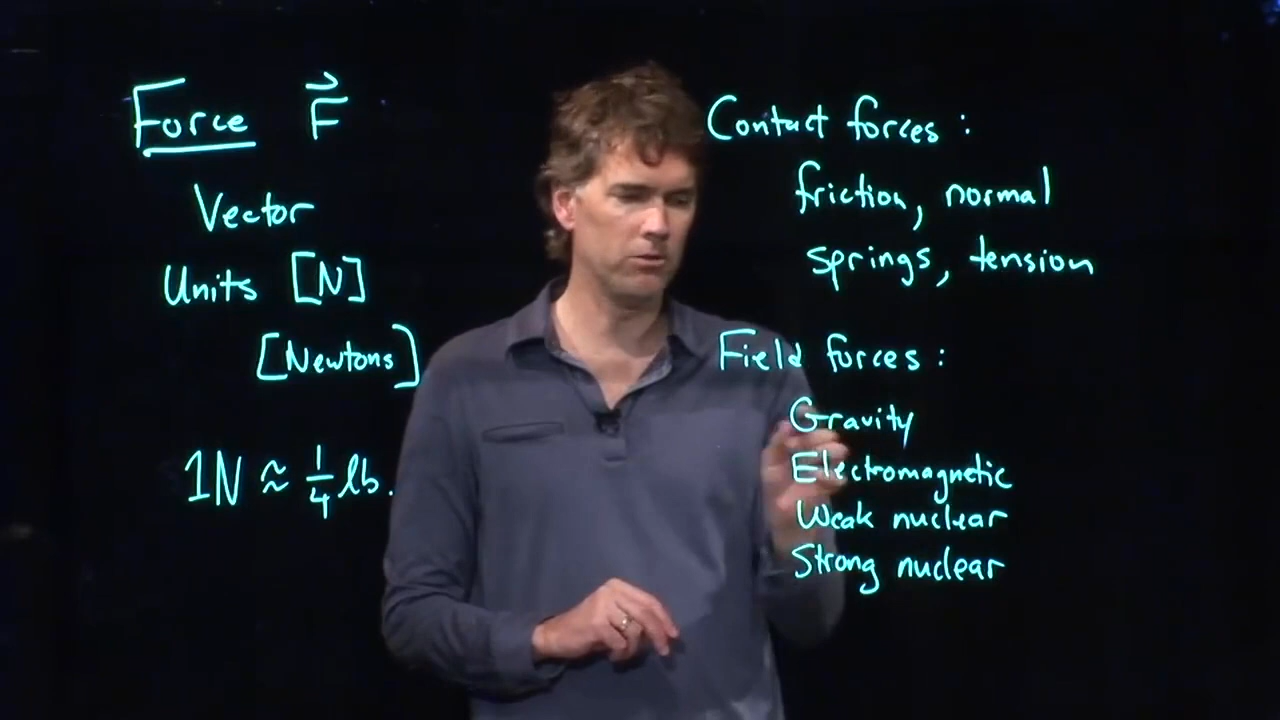 Force F⃗
Vector
Units [N]
[Newtons]
1N ≈ 1/4 lb.
Contact forces :
friction, normal
springs, tension
Field forces :
Gravity
Electromagnetic
Weak nuclear
Strong nuclear